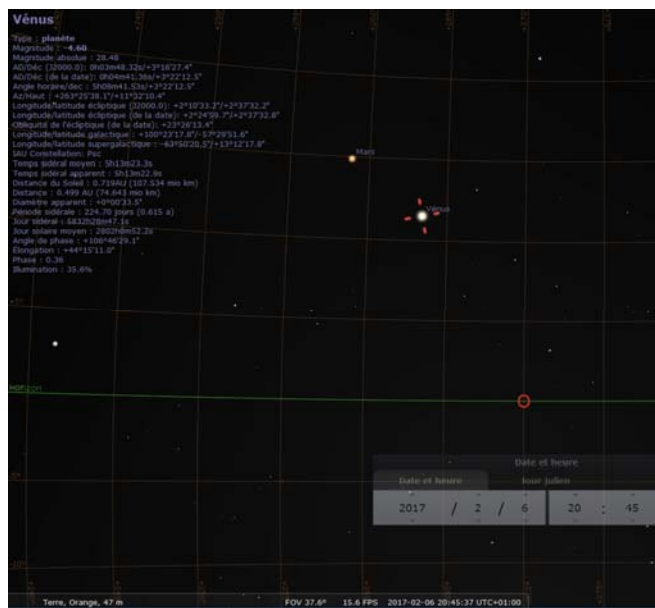 Vénus
Type : planète
Magnitude : -4.60
Magnitude absolue : 28.48
AD/Déc (J2000.0): 0h03m48.32s/+3°16'27.4"
AD/Déc (de la date): 0h04m41.36s/+3°22'12.5"
Angle horaire/dec : 5h08m41.53s/+3°22'12.5"
Az/Haut : +263°25'38.1"/+11°32'10.4"
Longitude/latitude écliptique (J2000.0): +2°10'33.2"/+2°37'32.2"
Longitude/latitude écliptique (de la date): +2°24'59.7"/+2°37'32.8"
Obliquité de l'écliptique (de la date): +23°26'13.4"
Longitude/latitude galactique : +100°23'17.8"/-57°29'51.6"
Longitude/latitude supergalactique : -63°50'20.5"/+13°12'17.8"
IAU Constellation: Psc
Temps sidéral moyen : 5h13m23.3s
Temps sidéral apparent : 5h13m22.9s
Distance du Soleil : 0.719AU (107.534 mio km)
Distance : 0.499 AU (74.643 mio km)
Diamètre apparent : +0°00'33.5"
Période sidérale : 224.70 jours (0.615 a)
Jour sidéral : 5832h28m47.1s
Jour solaire moyen : 2802h0m52.2s
Angle de phase : +106°46'29.1"
Élongation : +44°15'11.0"
Phase : 0.36
Illumination : 35.6%
Mars
Vénus
Horizon
Date et heure
Date et heure Jour Julien
2017 / 2 / 6 20 : 45
Terre, Orange, 47 m FOV 37.6° 15.6 FPS 2017-02-06 20:45:37 UTC+01:00